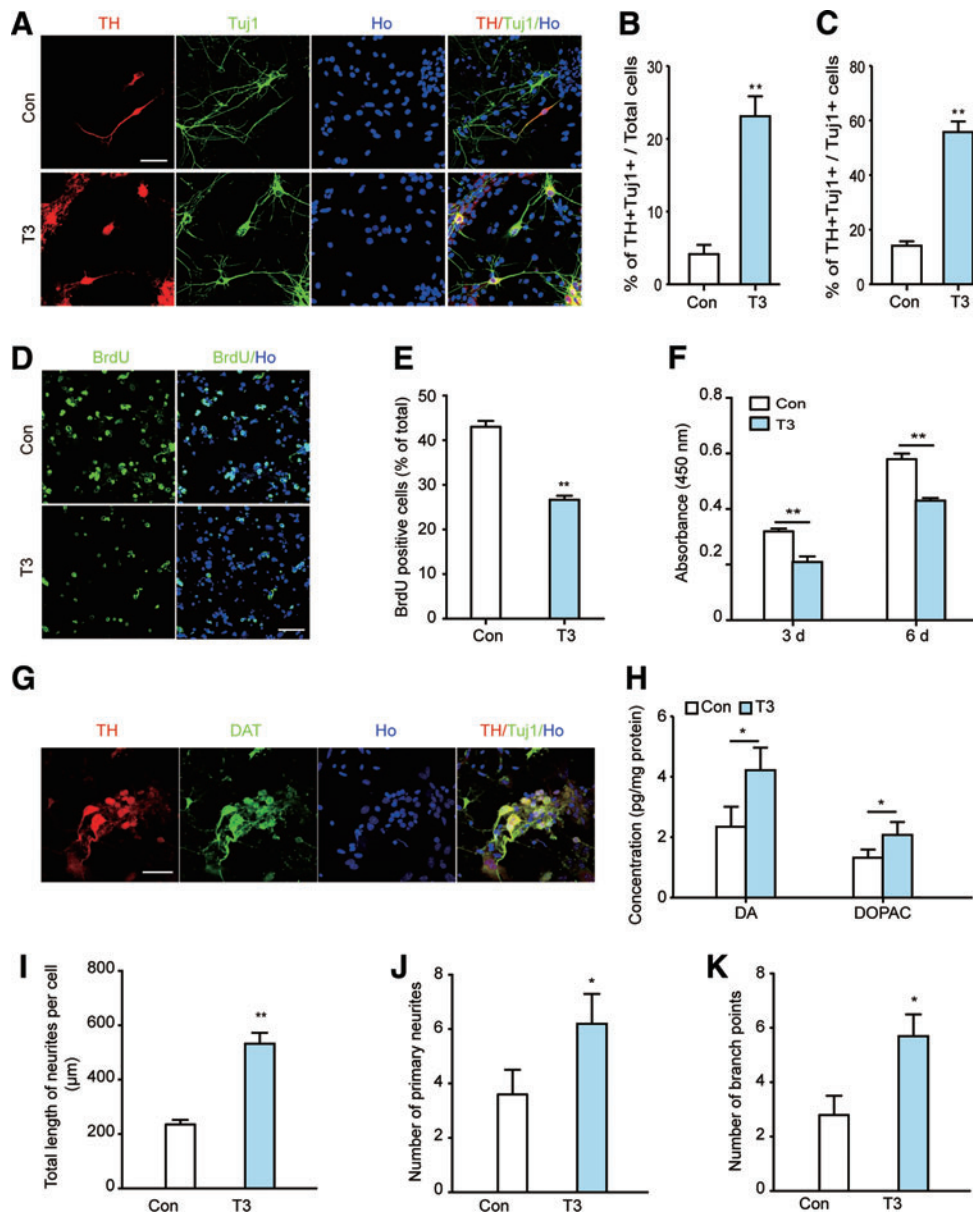 A
TH
Tuj1
Ho
TH/Tuj1/Ho
Con
T3
B
% of TH+Tuj1+ / Total cells
30
20
10
0
**
Con
T3
C
% of TH+Tuj1+ / Tuj1+ cells
80
60
40
20
0
**
Con
T3
D
BrdU
BrdU/Ho
Con
T3
E
BrdU positive cells (% of total)
50
40
30
20
10
0
**
Con
T3
F
Absorbance (450 nm)
0.8
0.6
0.4
0.2
0
Con
T3
**
**
3 d
6 d
G
TH
DAT
Ho
TH/Tuj1/Ho
H
Concentration (pg/mg protein)
6
4
2
0
Con
T3
*
*
DA
DOPAC
I
Total length of neurites per cell
(μm)
800
600
400
200
0
**
Con
T3
J
Number of primary neurites
8
6
4
2
0
*
Con
T3
K
Number of branch points
8
6
4
2
0
*
Con
T3